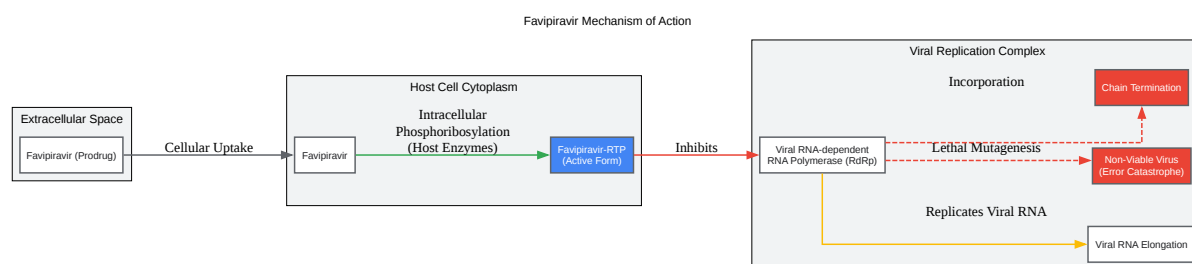 Favipiravir Mechanism of Action
Extracellular Space
Favipiravir (Prodrug)
Cellular Uptake
Host Cell Cytoplasm
Favipiravir
Intracellular
Phosphoribosylation
(Host Enzymes)
Favipiravir-RTP
(Active Form)
Inhibits
Viral Replication Complex
Viral RNA-dependent
RNA Polymerase (RdRp)
Incorporation
Chain Termination
Lethal Mutagenesis
Non-Viable Virus
(Error Catastrophe)
Replicates Viral RNA
Viral RNA Elongation